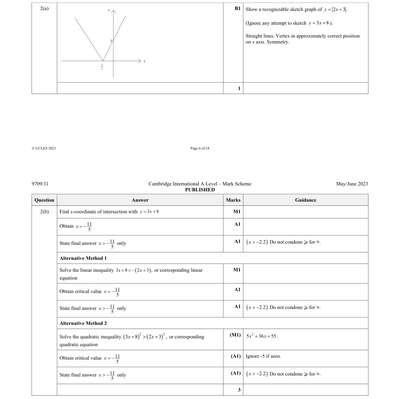 2(a)
y
3
x
B1
Show a recognizable sketch graph of y = |2x + 3|.
(Ignore any attempt to sketch y = 3x + 8).
Straight lines. Vertex in approximately correct position
on x axis. Symmetry.
1
© UCLES 2023
Page 6 of 18
9709/31
Cambridge International A Level – Mark Scheme
PUBLISHED
May/June 2023
Question Answer Marks Guidance
2(b) Find x-coordinate of intersection with y = 3x + 8 M1
Obtain x = -11/5 A1
State final answer x > -11/5 only A1 (x > -2.2) Do not condone ⩾ for >.
Alternative Method 1
Solve the linear inequality 3x + 8 > -(2x + 3), or corresponding linear
equation M1
Obtain critical value x = -11/5 A1
State final answer x > -11/5 only A1 (x > -2.2) Do not condone ⩾ for >.
Alternative Method 2
Solve the quadratic inequality (3x + 8)² > (2x + 3)², or corresponding
quadratic equation (M1) 5x² + 36x + 55.
Obtain critical value x = -11/5 (A1) Ignore -5 if seen.
State final answer x > -11/5 only (A1) (x > -2.2) Do not condone ⩾ for >.
3